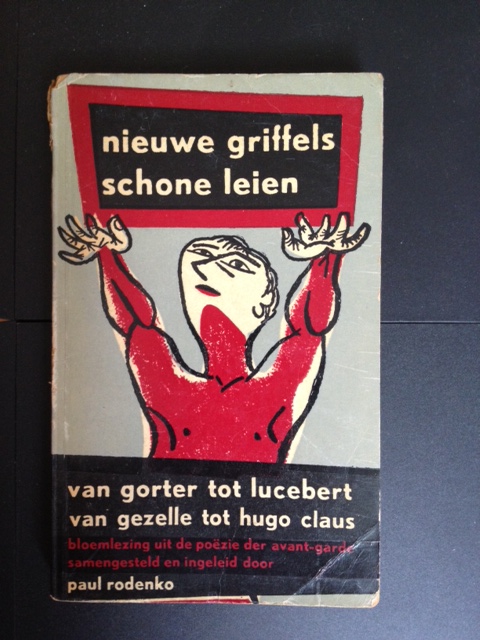 nieuwe griffels
schone leien
van gorter tot lucebert
van gezelle tot hugo claus
bloemlezing uit de poëzie der avant-garde
samengesteld en ingeleid door
paul rodenko